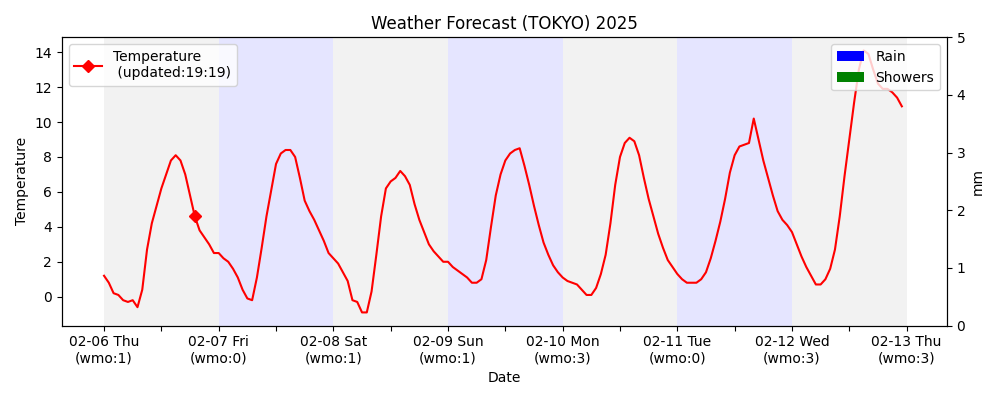 Weather Forecast (TOKYO) 2025
Temperature
(updated:19:19)
Rain
Showers
14
12
10
8
6
4
2
0
Temperature
5
4
3
2
1
0
mm
02-06 Thu
(wmo:1)
02-07 Fri
(wmo:0)
02-08 Sat
(wmo:1)
02-09 Sun
(wmo:1)
02-10 Mon
(wmo:3)
02-11 Tue
(wmo:0)
02-12 Wed
(wmo:3)
02-13 Thu
(wmo:3)
Date